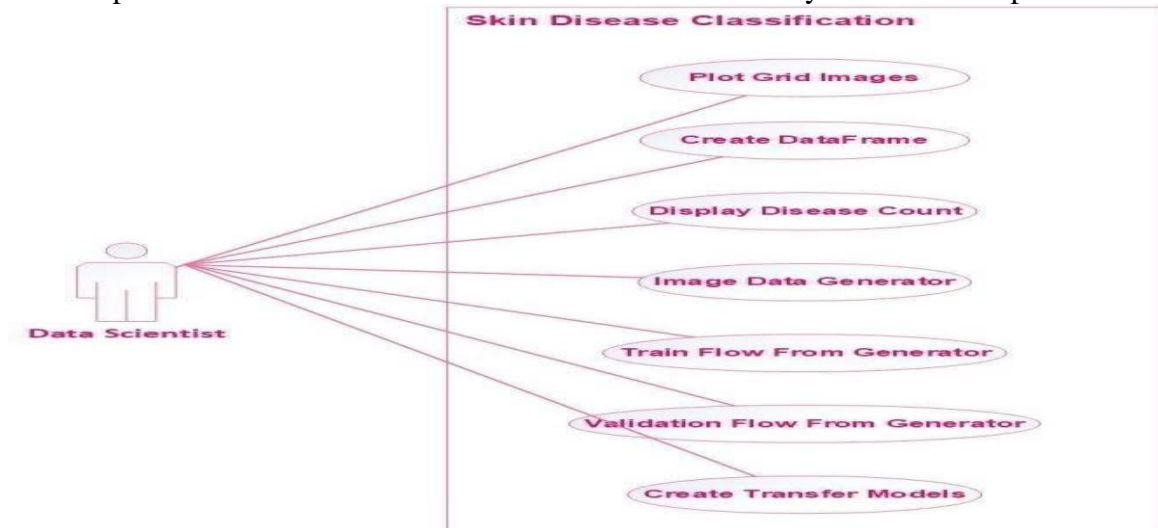 Skin Disease Classification
Plot Grid Images
Create DataFrame
Display Disease Count
Image Data Generator
Data Scientist
Train Flow From Generator
Validation Flow From Generator
Create Transfer Models